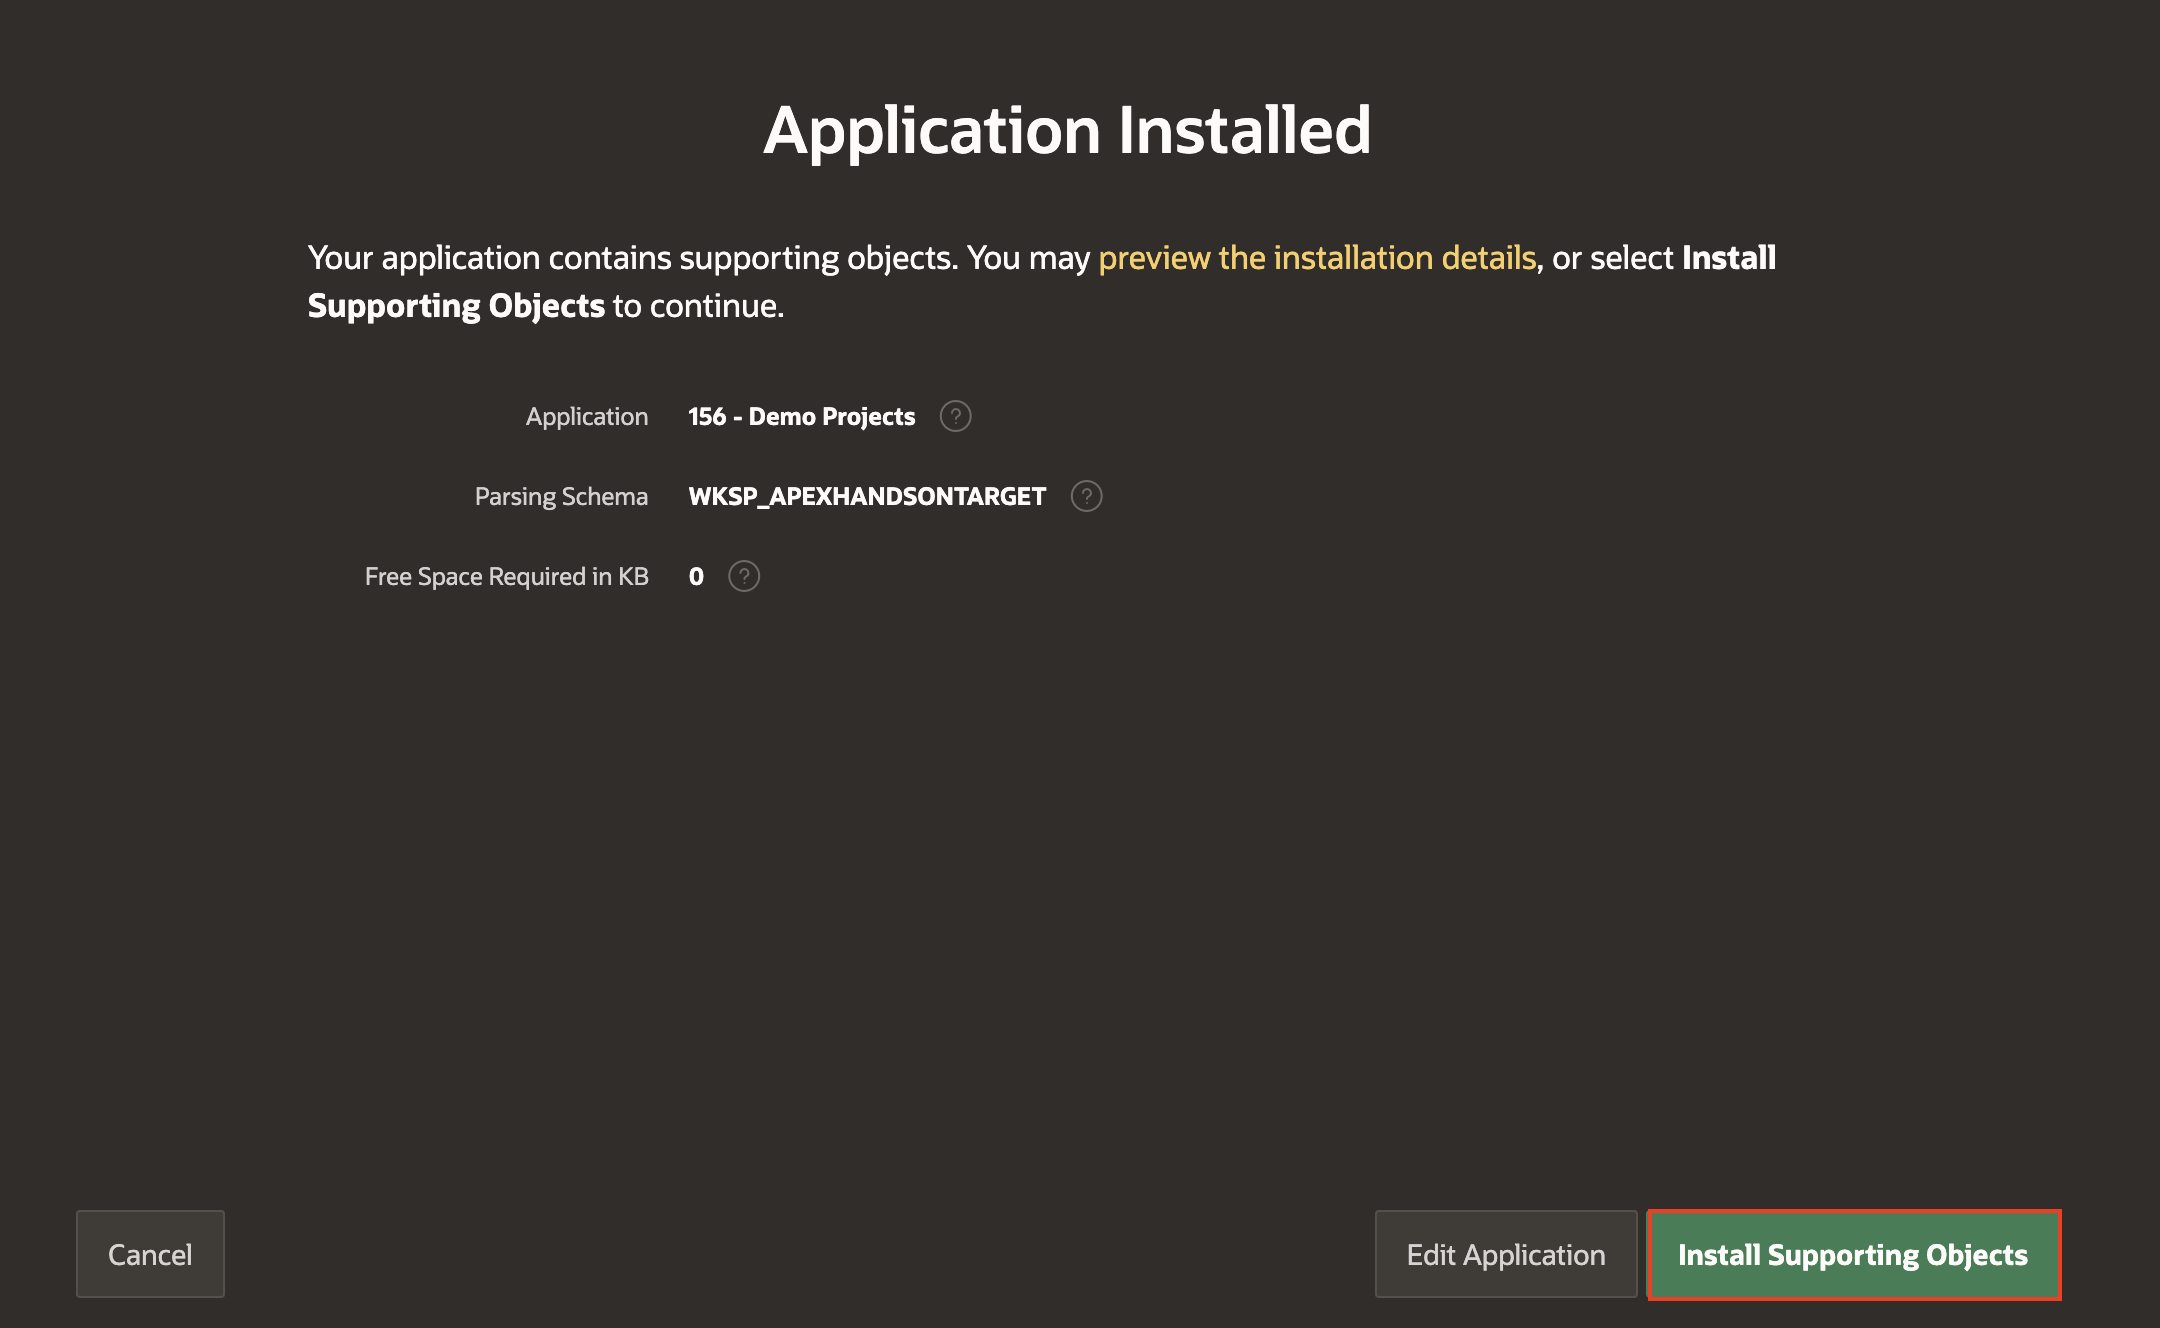 Application Installed
Your application contains supporting objects. You may preview the installation details, or select Install
Supporting Objects to continue.
Application 156 - Demo Projects ?
Parsing Schema WKSP_APEXHANDSONTARGET ?
Free Space Required in KB 0 ?
Cancel Edit Application Install Supporting Objects